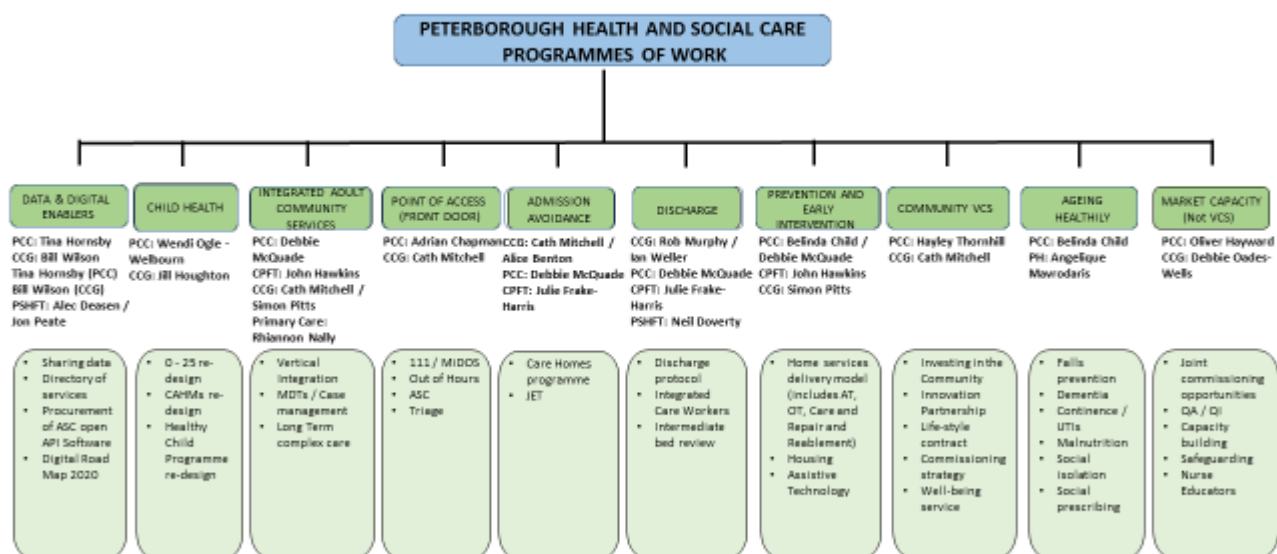 PETERBOROUGH HEALTH AND SOCIAL CARE
PROGRAMMES OF WORK
DATA & DIGITAL
ENABLERS
PCC: Tina Hornsby
CCG: Bill Wilson
Tina Hornsby (PCC)
Bill Wilson (CCG)
PSHFT: Alec Deasen /
Jon Peate
• Sharing data
• Directory of
services
• Procurement
of ASC open
API Software
• Digital Road
Map 2020
CHILD HEALTH
PCC: Wendi Ogle -
Welbourn
CCG: Jill Houghton
• 0 - 25 re-
design
• CAHMs re-
design
• Healthy
Child
Programme
re-design
INTEGRATED ADULT
COMMUNITY
SERVICES
PCC: Debbie
McQuade
CPFT: John Hawkins
CCG: Cath Mitchell /
Simon Pitts
Primary Care:
Rhiannon Nally
• Vertical
Integration
• MDTs / Case
management
• Long Term
complex care
POINT OF ACCESS
(FRONT DOOR)
PCC: Adrian Chapman
CCG: Cath Mitchell
• 111 / MiDOS
• Out of Hours
• ASC
• Triage
ADMISSION
AVOIDANCE
CCG: Cath Mitchell /
Alice Benton
PCC: Debbie McQuade
CPFT: Julie Frake-
Harris
• Care Homes
programme
• JET
DISCHARGE
CCG: Rob Murphy /
Ian Weller
PCC: Debbie McQuade
CPFT: Julie Frake-
Harris
PSHFT: Neil Doverty
• Discharge
protocol
• Integrated
Care Workers
• Intermediate
bed review
PREVENTION AND
EARLY
INTERVENTION
PCC: Belinda Child /
Debbie McQuade
CPFT: John Hawkins
CCG: Simon Pitts
• Home services
delivery model
(includes AT,
OT, Care and
Repair and
Reablement)
• Housing
• Assistive
Technology
COMMUNITY VCS
PCC: Hayley Thornhill
CCG: Cath Mitchell
• Investing in the
Community
• Innovation
Partnership
• Life-style
contract
• Commissioning
strategy
• Well-being
service
AGEING
HEALTHILY
PCC: Belinda Child
PH: Angelique
Mavrodaris
• Falls
prevention
• Dementia
• Continence /
UTIs
• Malnutrition
• Social
isolation
• Social
prescribing
MARKET CAPACITY
(Not VCS)
PCC: Oliver Hayward
CCG: Debbie Oades-
Wells
• Joint
commissioning
opportunities
• QA / QI
• Capacity
building
• Safeguarding
• Nurse
Educators